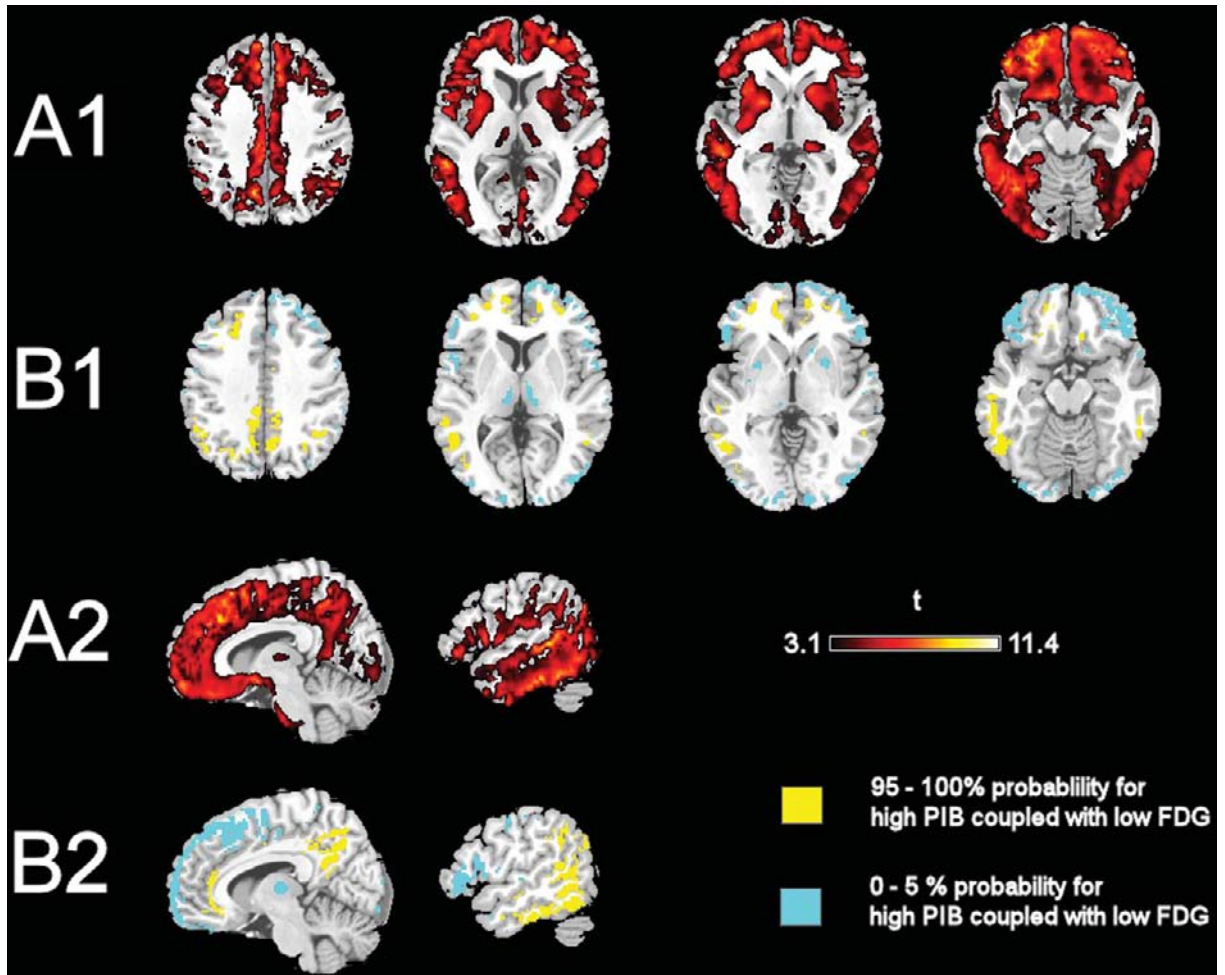 A1
B1
A2
t
3.1 11.4
95 - 100% probablility for
high PIB coupled with low FDG
B2
0 - 5 % probability for
high PIB coupled with low FDG